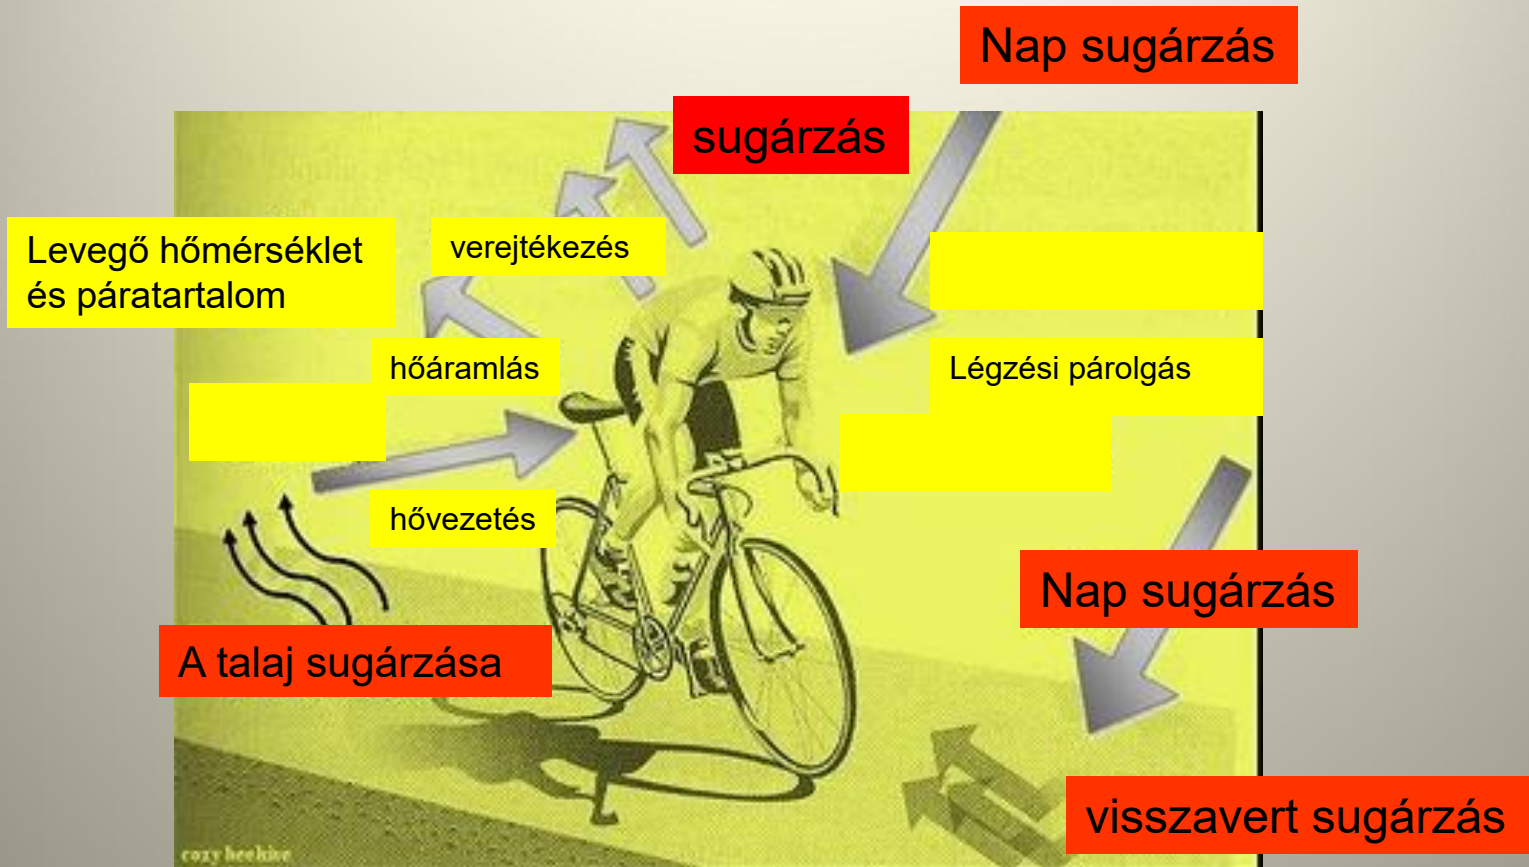 Nap sugárzás
sugárzás
Levegő hőmérséklet
és páratartalom
verejtékezés
hőáramlás
Légzési párolgás
hővezetés
Nap sugárzás
A talaj sugárzása
visszavert sugárzás
cozy beehive